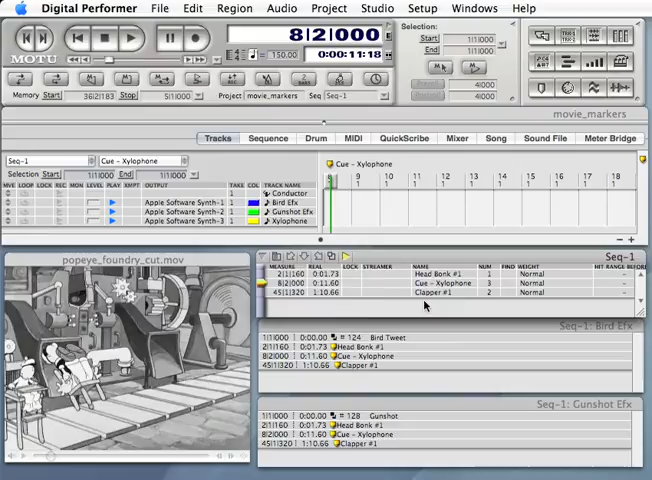 Digital Performer File Edit Regions Audio Project Studio Setup Windows Help
8|2|000
150.00 0:00:11:18
MOTU
Memory Start 36|2|183 Stop 5|1|000 Project movie_markers Seq Seq-1
Selection:
Start 1|1|1000
End 1|1|1000
4|000
4|000
movie_markers
Tracks Sequence Drum MIDI QuickScribe Mixer Song Sound File Meter Bridge
Seq-1 Cue - Xylophone
Selection Start 1|1|000 End 1|1|000
Cue - Xylophone
8 9 10 11 12 13 14 15 16 17 18
MVE LOOP LOCK REC MON LEVEL PLAY XMPT OUTPUT TAKE COL TRACK NAME
Conductor
Apple Software Synth-1 1 Bird Efx
Apple Software Synth-2 1 Gunshot Efx
Apple Software Synth-3 1 Xylophone
popeye_foundry_cut.mov
Seq-1
MEASURE REAL LOCK STREAMER NAME NUM FIND WEIGHT HIT RANGE BEFORE
2|1|160 0:01.73 Head Bonk #1 1 Normal
8|2|000 0:11.60 Cue - Xylophone 3 Normal
45|1|320 1:10.66 Clapper #1 2 Normal
Seq-1: Bird Efx
1|1|000 0:00.00 = 124 Bird Tweet
2|1|160 0:01.73 Head Bonk #1
8|2|000 0:11.60 Cue - Xylophone
45|1|320 1:10.66 Clapper #1
Seq-1: Gunshot Efx
1|1|000 0:00.00 = 128 Gunshot
2|1|160 0:01.73 Head Bonk #1
8|2|000 0:11.60 Cue - Xylophone
45|1|320 1:10.66 Clapper #1